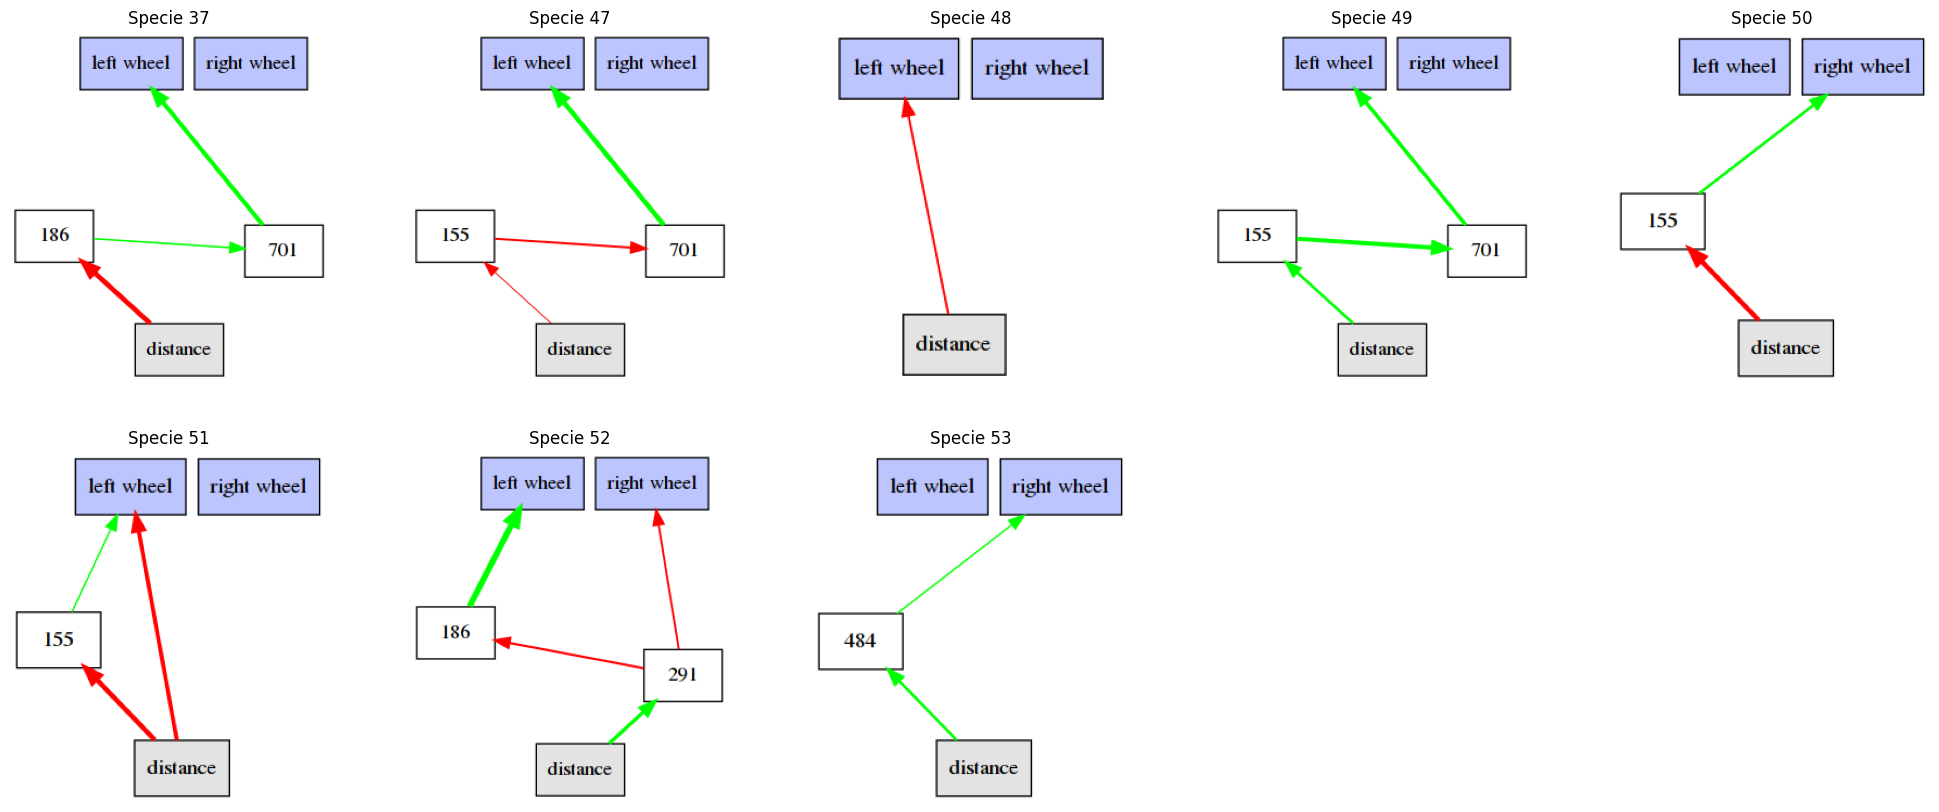 Specie 37
left wheel
right wheel
186
701
distance
Specie 47
left wheel
right wheel
155
701
distance
Specie 48
left wheel
right wheel
distance
Specie 49
left wheel
right wheel
155
701
distance
Specie 50
left wheel
right wheel
155
distance
Specie 51
left wheel
right wheel
155
distance
Specie 52
left wheel
right wheel
186
291
distance
Specie 53
left wheel
right wheel
484
distance